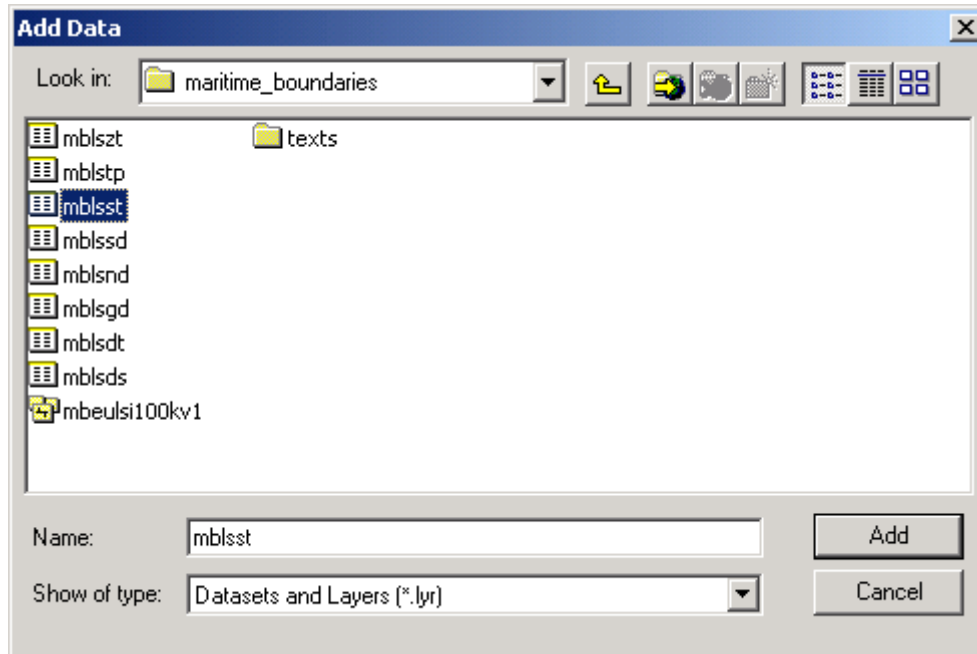 Add Data
Look in: maritime_boundaries
mblszt texts
mblstp
mblsst
mblssd
mblsnd
mblsgd
mblsdt
mblsds
mbeulsi100kv1
Name: mblsst Add
Show of type: Datasets and Layers (*.lyr) Cancel